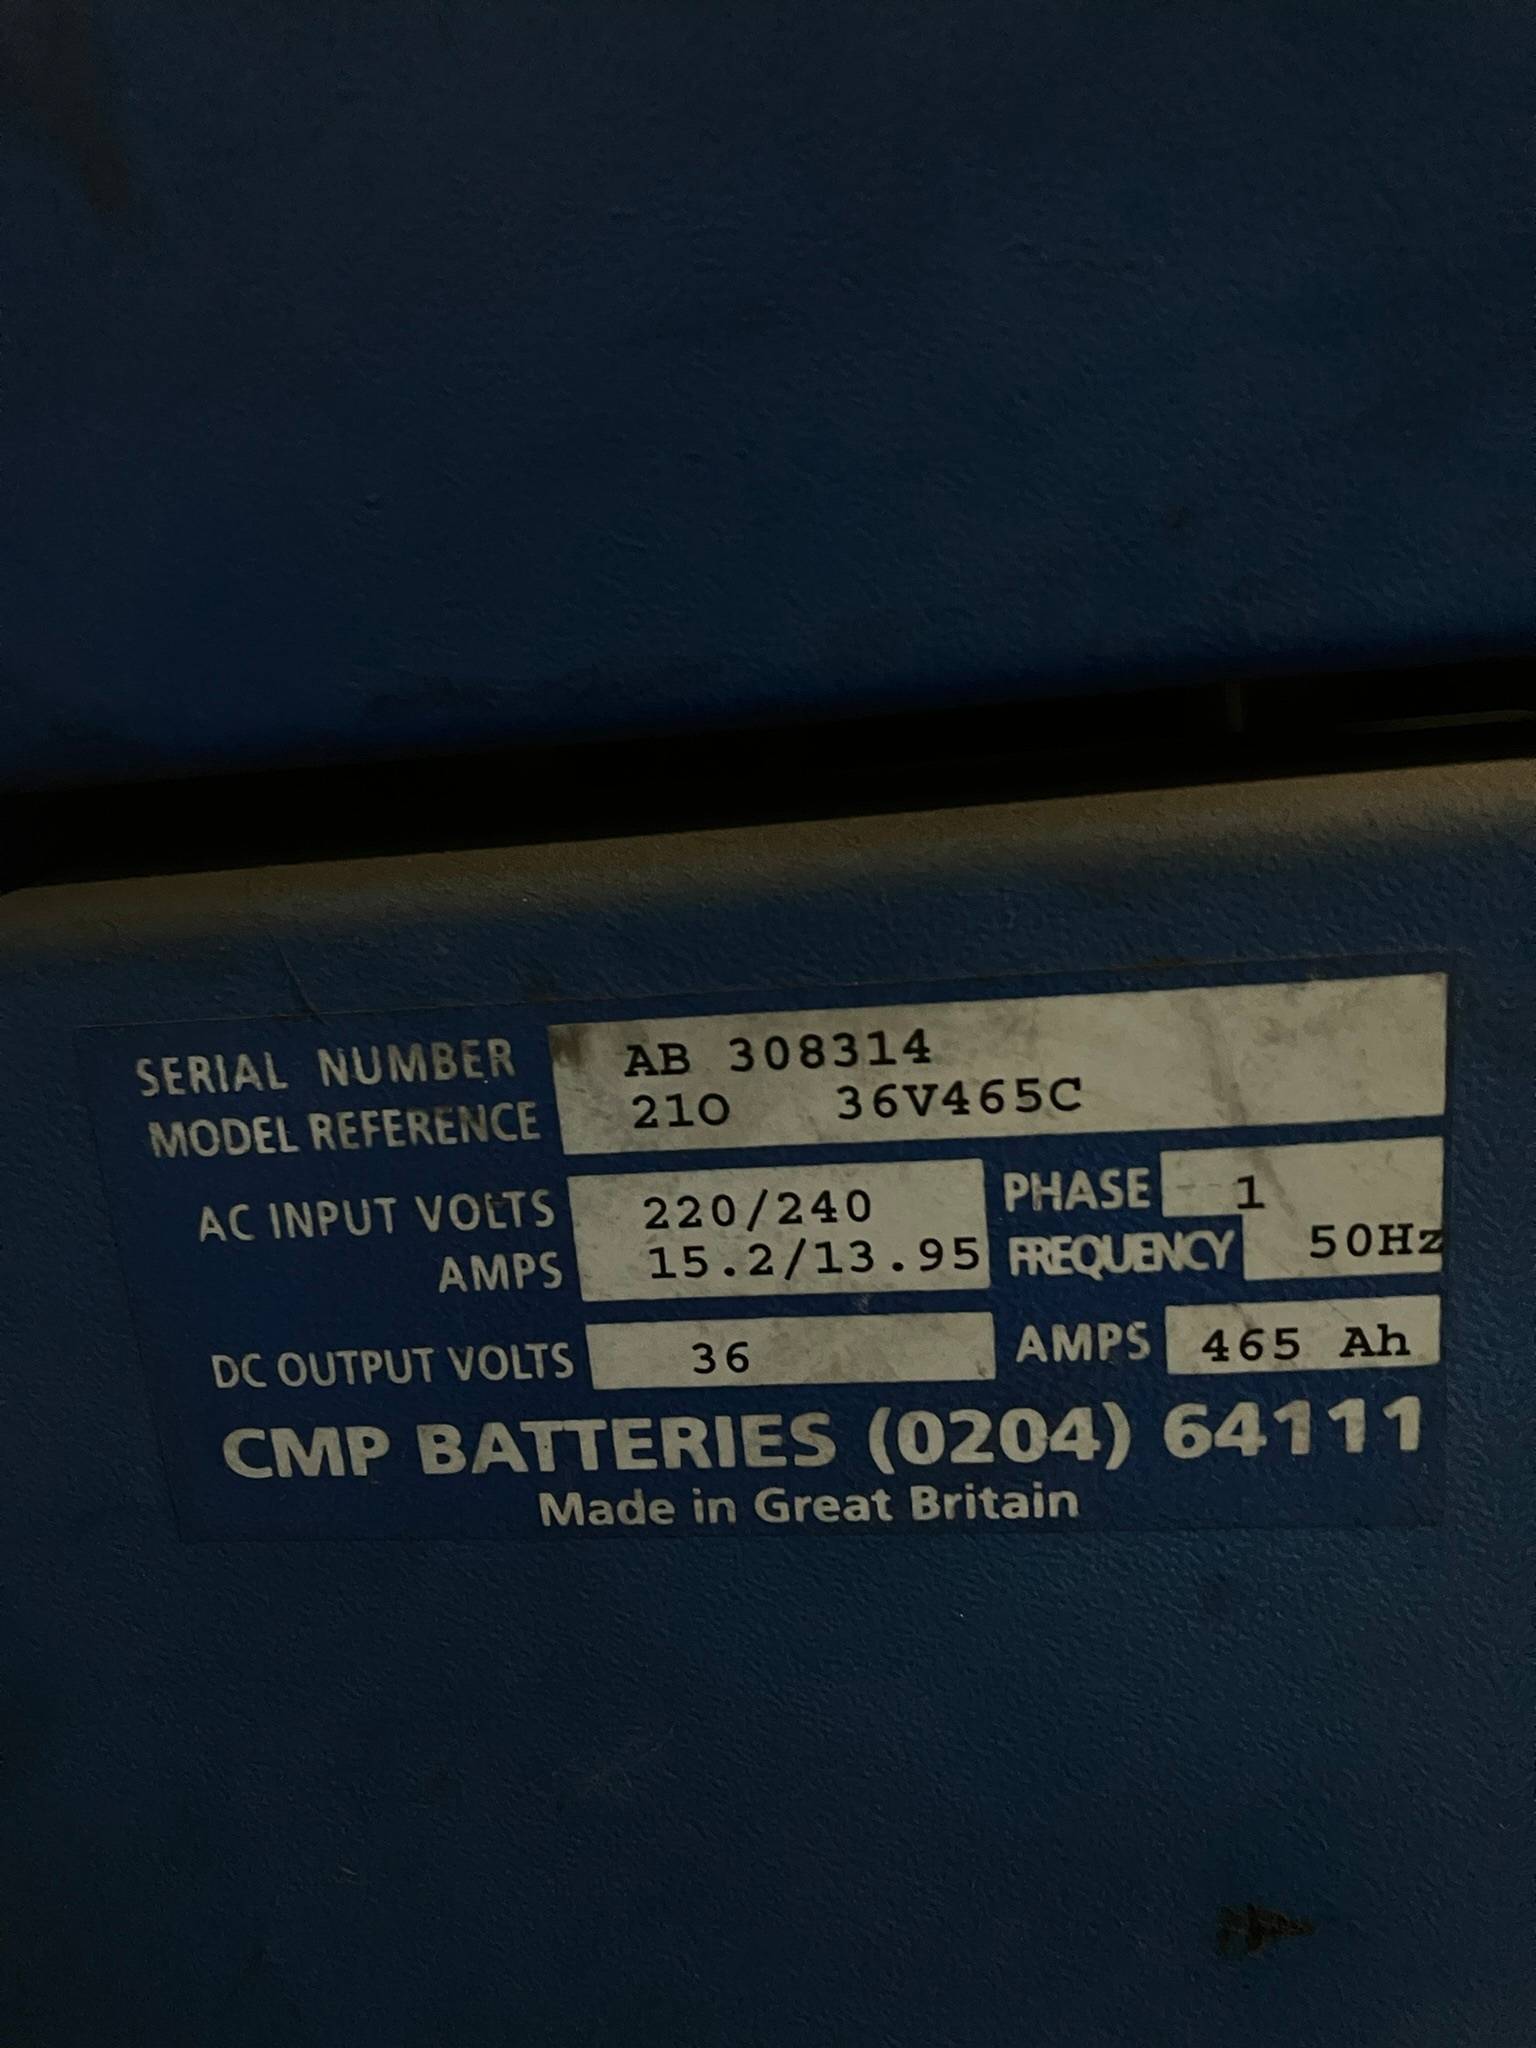 SERIAL NUMBER AB 308314
MODEL REFERENCE 210 36V465C
AC INPUT VOLTS 220/240 PHASE 1
AMPS 15.2/13.95 FREQUENCY 50Hz
DC OUTPUT VOLTS 36 AMPS 465 Ah
CMP BATTERIES (0204) 64111
Made in Great Britain